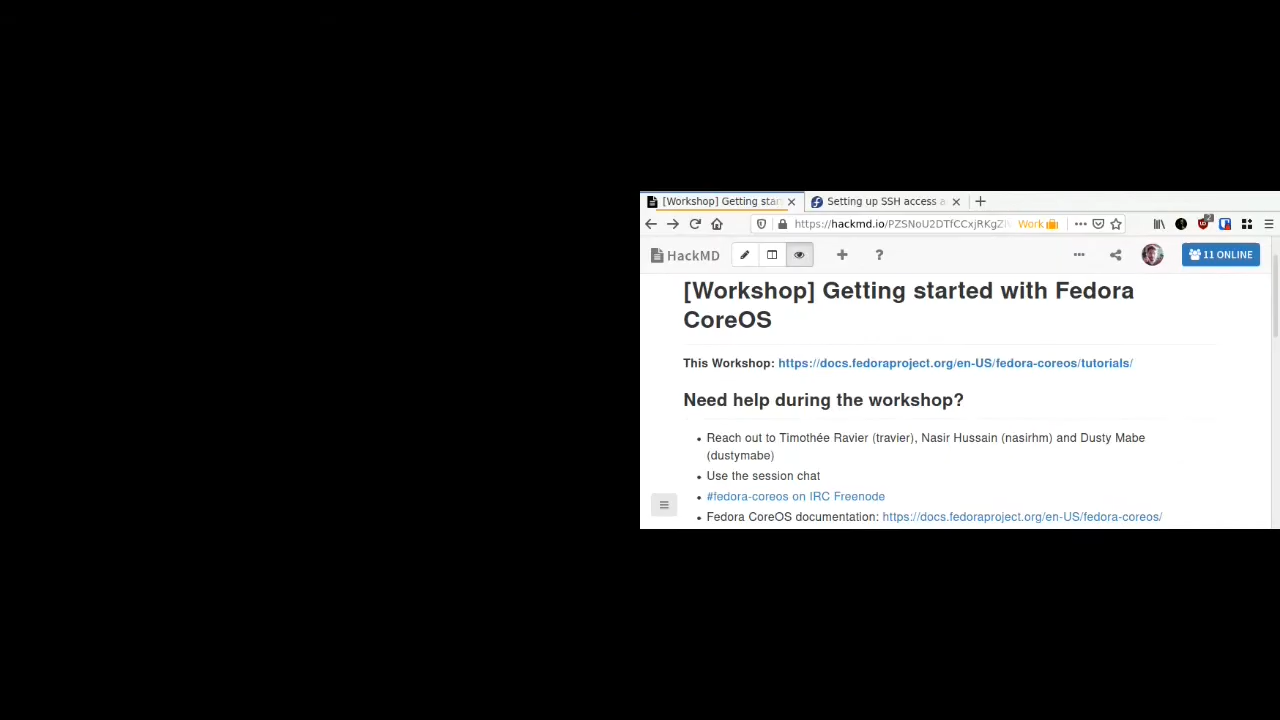 [Workshop] Getting star
Setting up SSH access a
https://hackmd.io/PZSNoU2DTfCCxjRKgZi
Work
HackMD
11 ONLINE
[Workshop] Getting started with Fedora
CoreOS
This Workshop: https://docs.fedoraproject.org/en-US/fedora-coreos/tutorials/
Need help during the workshop?
• Reach out to Timothée Ravier (travier), Nasir Hussain (nasirhm) and Dusty Mabe
(dustymabe)
• Use the session chat
• #fedora-coreos on IRC Freenode
• Fedora CoreOS documentation: https://docs.fedoraproject.org/en-US/fedora-coreos/